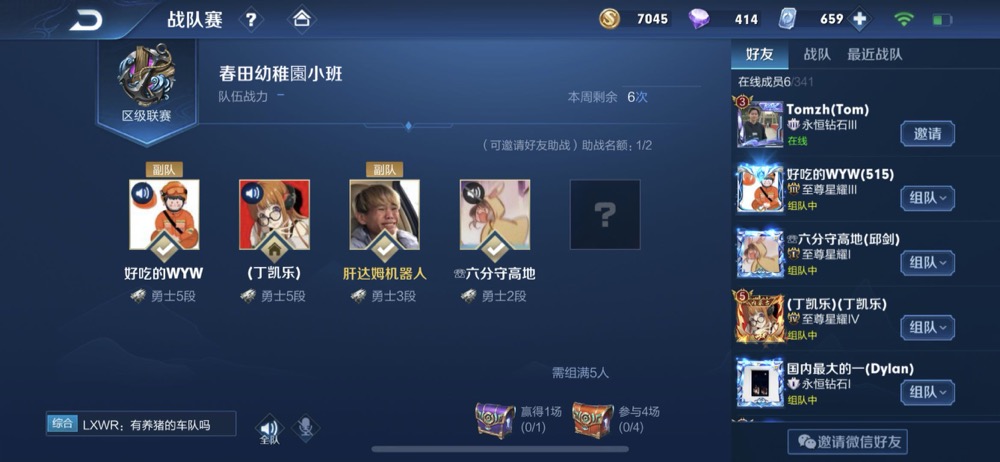 战队赛
?
7045
414
659
区级联赛
春田幼稚園小班
队伍战力 -
本周剩余 6次
（可邀请好友助战）助战名额：1/2
副队
副队
?
好吃的WYW
(丁凯乐)
肝达姆机器人
六分守高地
勇士5段
勇士5段
勇士3段
勇士2段
需组满5人
赢得1场
(0/1)
参与4场
(0/4)
综合 LXWR：有养猪的车队吗
全队
好友 战队 最近战队
在线成员6/341
3
Tomzh(Tom)
永恒钻石III
在线
邀请
好吃的WYW(515)
至尊星耀III
组队中
组队
六分守高地(邱剑)
至尊星耀I
组队中
组队
5
(丁凯乐)(丁凯乐)
至尊星耀IV
组队中
组队
国内最大的一(Dylan)
永恒钻石I
组队中
组队
邀请微信好友